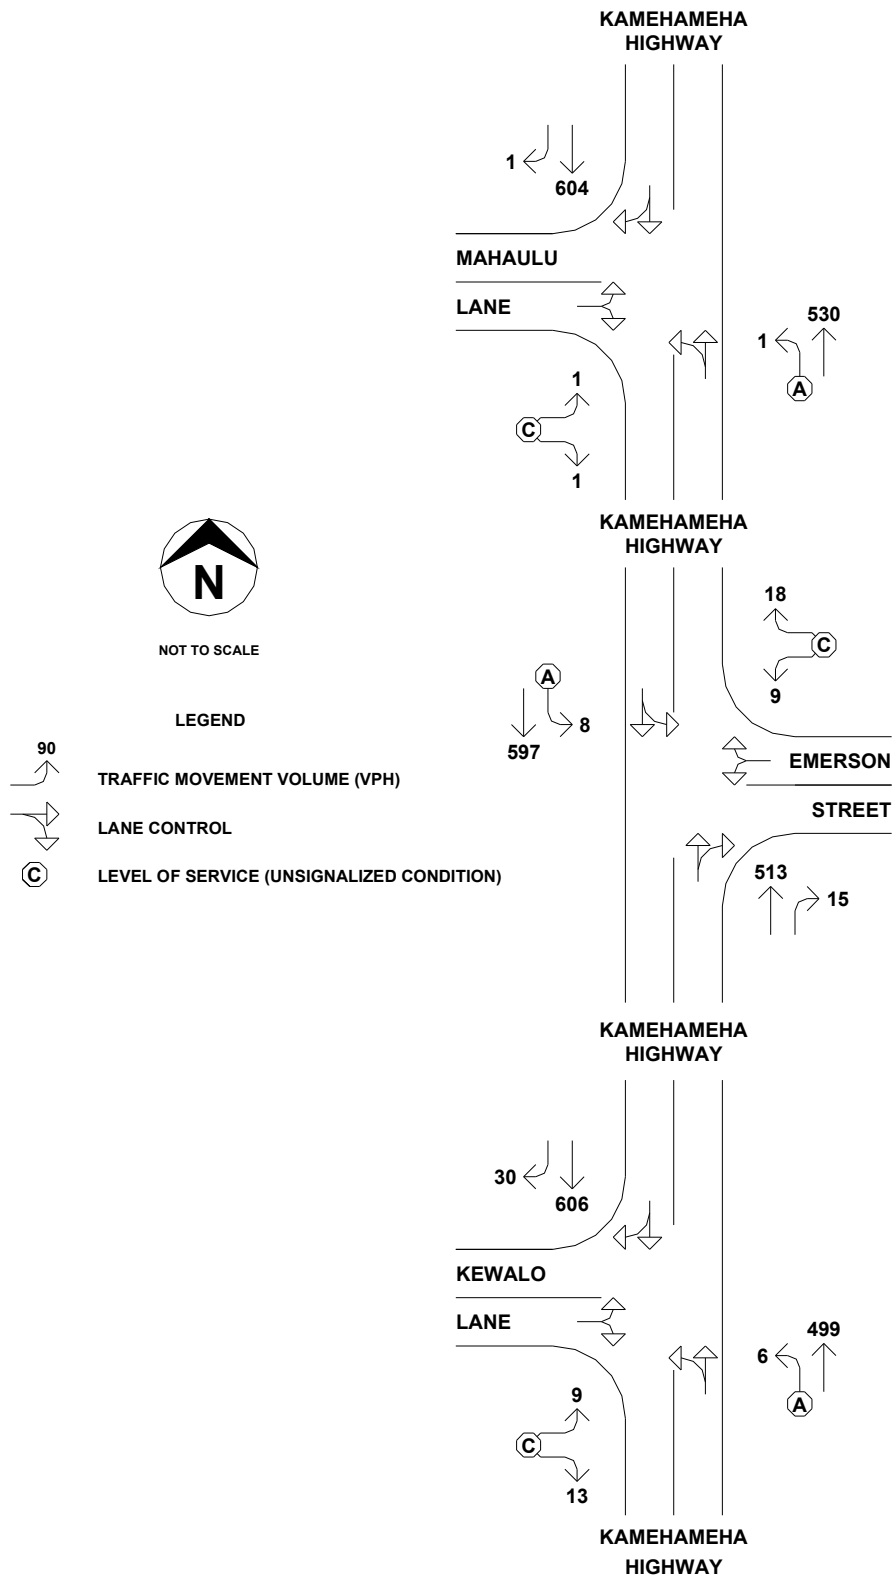 KAMEHAMEHA
HIGHWAY
1
604
MAHAULU
LANE
530
1
A
1
C
1
KAMEHAMEHA
HIGHWAY
N
NOT TO SCALE
18
C
9
A
8
597
EMERSON
STREET
513
15
LEGEND
90
TRAFFIC MOVEMENT VOLUME (VPH)
LANE CONTROL
C LEVEL OF SERVICE (UNSIGNALIZED CONDITION)
KAMEHAMEHA
HIGHWAY
30
606
KEWALO
LANE
499
6
A
9
C
13
KAMEHAMEHA
HIGHWAY